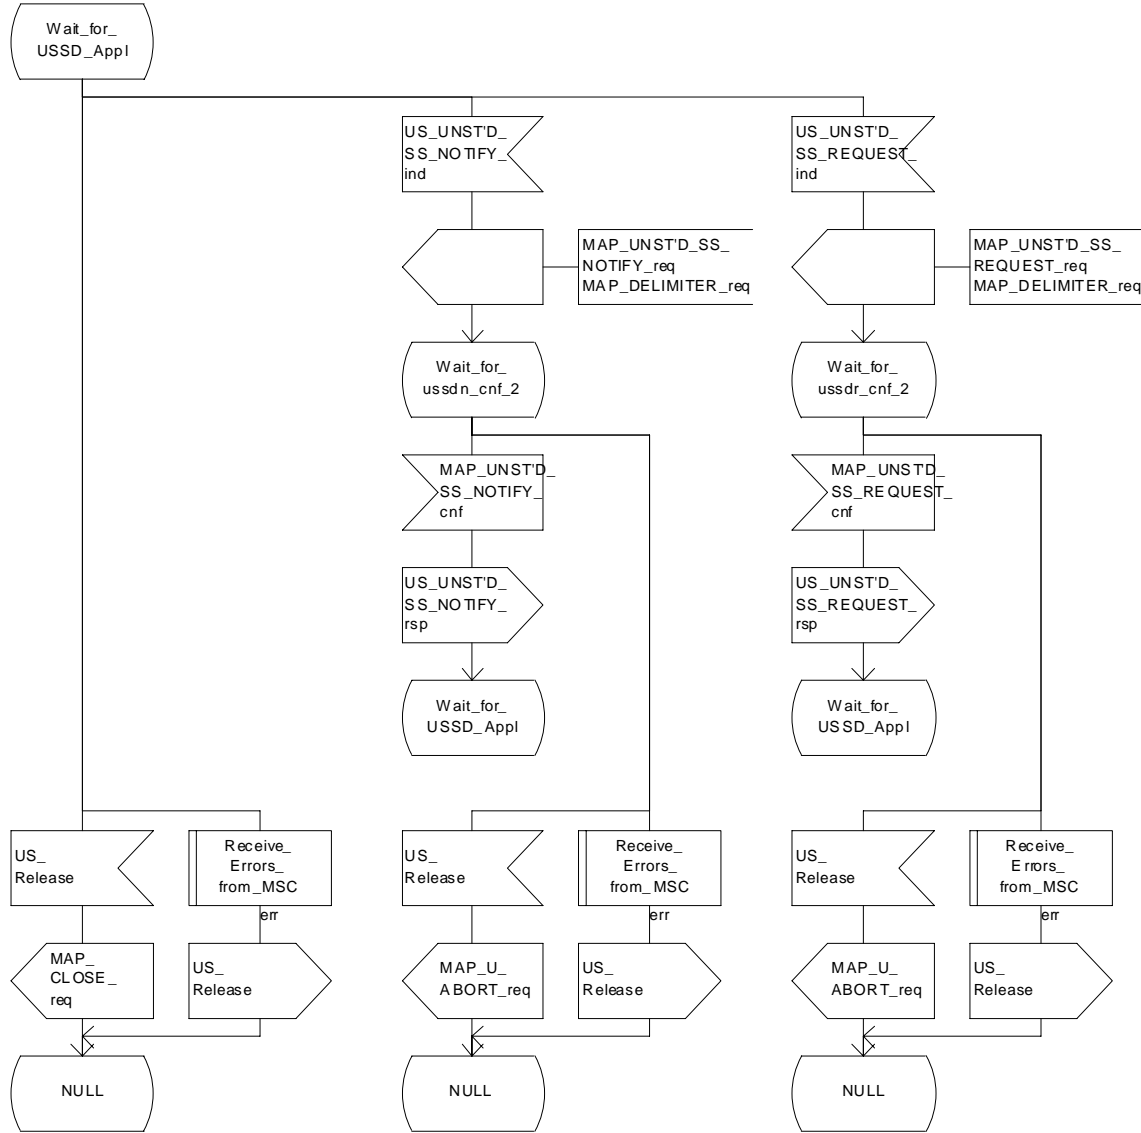 Wait_for_
USSD_Appl
US_UNST'D_
SS_NOTIFY_
ind
US_UNST'D_
SS_REQUEST_
ind
MAP_UNST'D_SS_
NOTIFY_req
MAP_DELIMITER_req
MAP_UNST'D_SS_
REQUEST_req
MAP_DELIMITER_req
Wait_for_
ussdn_cnf_2
Wait_for_
ussdr_cnf_2
MAP_UNST'D_
SS_NOTIFY_
cnf
MAP_UNST'D_
SS_REQUEST_
cnf
US_UNST'D_
SS_NOTIFY_
rsp
US_UNST'D_
SS_REQUEST_
rsp
Wait_for_
USSD_Appl
Wait_for_
USSD_Appl
US_
Release
Receive_
Errors_
from_MSC
err
US_
Release
Receive_
Errors_
from_MSC
err
US_
Release
Receive_
Errors_
from_MSC
err
MAP_
CLOSE_
req
US_
Release
MAP_U_
ABORT_req
US_
Release
MAP_U_
ABORT_req
US_
Release
NULL
NULL
NULL